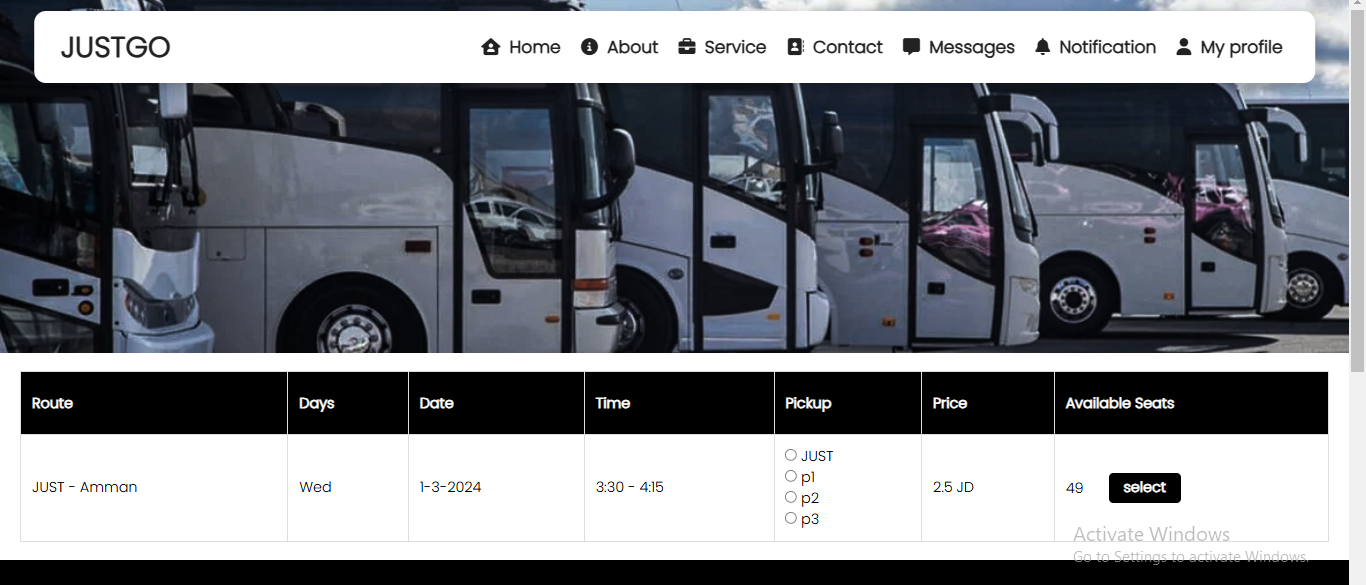 JUSTGO Home About Service Contact Messages Notification My profile
Route Days Date Time Pickup Price Available Seats
JUST - Amman Wed 1-3-2024 3:30 - 4:15 JUST 2.5 JD 49 select
p1
p2
p3
Activate Windows
Go to Settings to activate Windows.